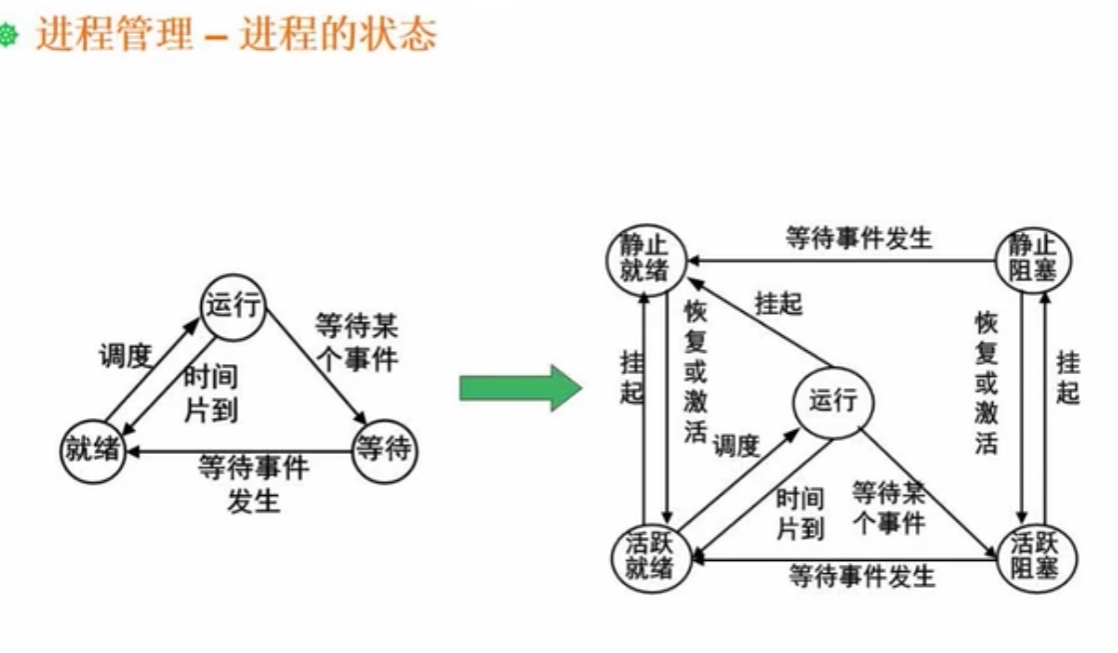 进程管理 – 进程的状态
运行
调度
时间
片到
等待某
个事件
就绪
等待
等待事件
发生
静止
就绪
等待事件发生
静止
阻塞
挂起
恢
复
或
激
活
挂
起
运行
恢
复
或
激
活
挂
起
调度
时间
片到
等待某
个事件
活跃
就绪
等待事件发生
活跃
阻塞